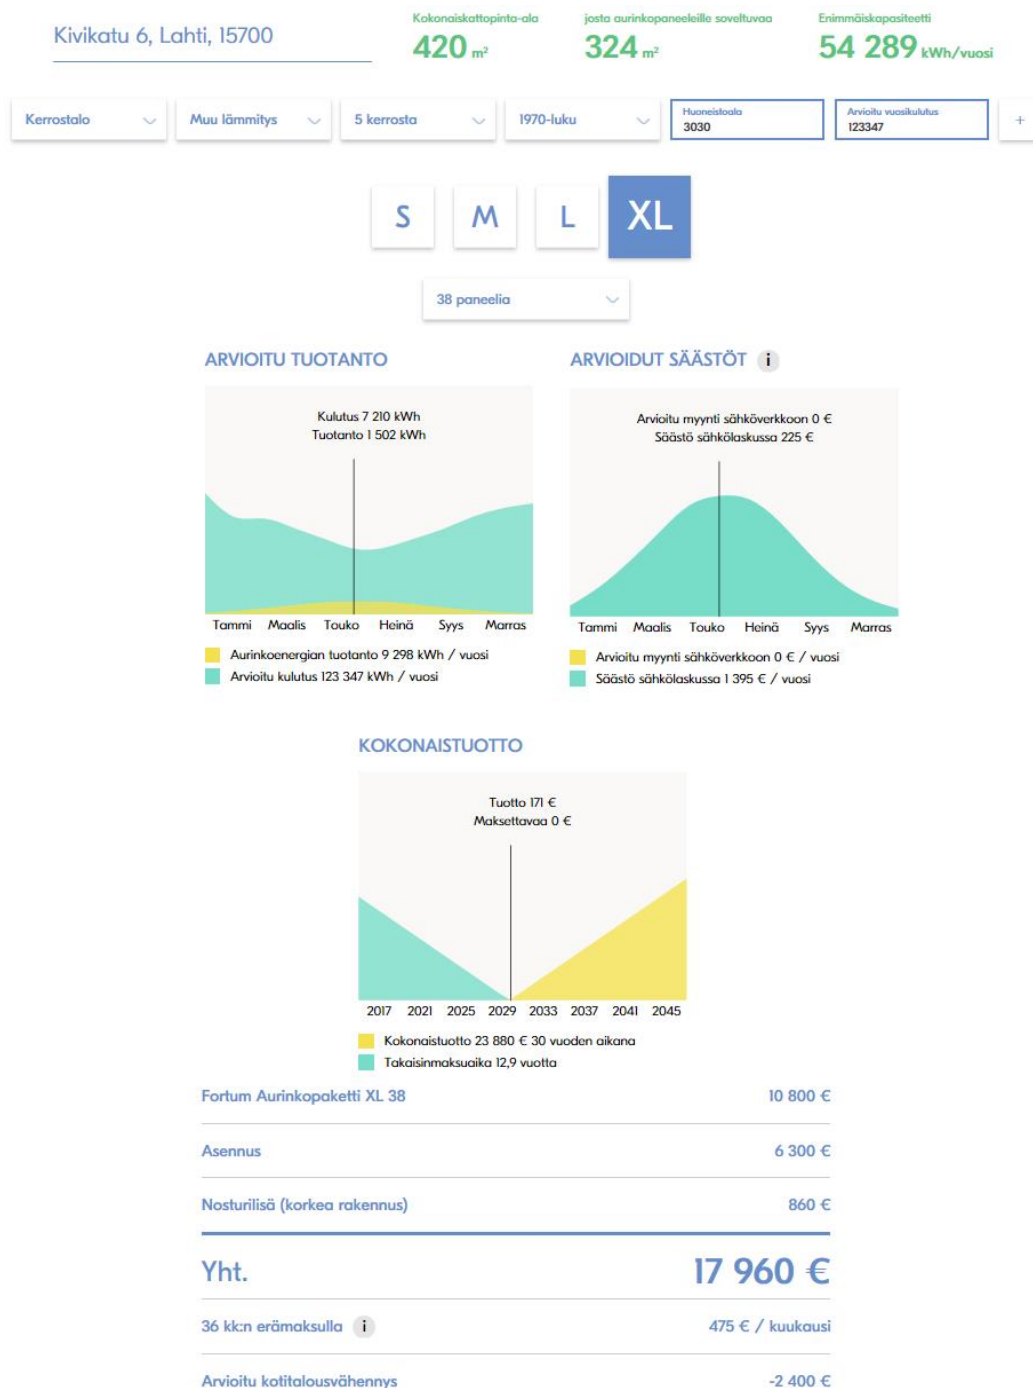 Kivikatu 6, Lahti, 15700
Kokonaiskattopinta-ala
420 m²
josta aurinkopaneeleille soveltuvaa
324 m²
Enimmäiskapasiteetti
54 289 kWh/vuosi
Kerrostalo
Muu lämmitys
5 kerrosta
1970-luku
Huoneistoala
3030
Arvioitu vuosikulutus
123347
+
S M L XL
38 paneelia
ARVIOITU TUOTANTO
Kulutus 7 210 kWh
Tuotanto 1 502 kWh
Tammi Maalis Touko Heinä Syys Marras
Aurinkoenergian tuotanto 9 298 kWh / vuosi
Arvioitu kulutus 123 347 kWh / vuosi
ARVIOIDUT SÄÄSTÖT i
Arvioitu myynti sähköverkkoon 0 €
Säästö sähkölaskussa 225 €
Tammi Maalis Touko Heinä Syys Marras
Arvioitu myynti sähköverkkoon 0 € / vuosi
Säästö sähkölaskussa 1 395 € / vuosi
KOKONAISTUOTTO
Tuotto 171 €
Maksettavaa 0 €
2017 2021 2025 2029 2033 2037 2041 2045
Kokonaistuotto 23 880 € 30 vuoden aikana
Takaisinmaksuaika 12,9 vuotta
Fortum Aurinkopaketti XL 38 10 800 €
Asennus 6 300 €
Nosturilisä (korkea rakennus) 860 €
Yht. 17 960 €
36 kk:n erämaksulla i 475 € / kuukausi
Arvioitu kotitalousvähennys -2 400 €